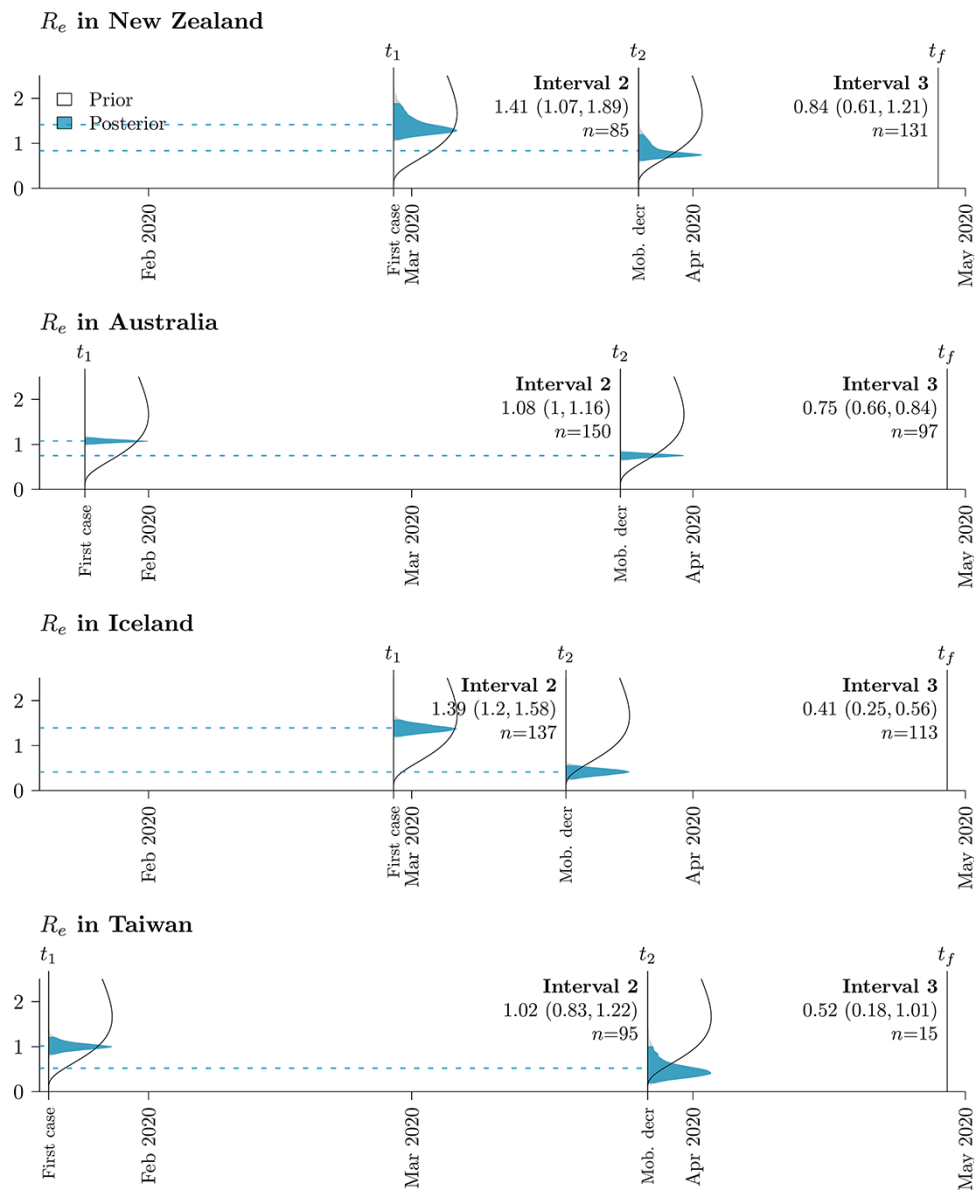 Rₑ in New Zealand
t₁
t₂
t_f
Prior
Posterior
Interval 2
1.41 (1.07, 1.89)
n=85
Interval 3
0.84 (0.61, 1.21)
n=131
2
1
0
Feb 2020
First case
Mar 2020
Mob. decr
Apr 2020
May 2020
Rₑ in Australia
t₁
t₂
t_f
Interval 2
1.08 (1, 1.16)
n=150
Interval 3
0.75 (0.66, 0.84)
n=97
2
1
0
First case
Feb 2020
Mar 2020
Mob. decr
Apr 2020
May 2020
Rₑ in Iceland
t₁
t₂
t_f
Interval 2
1.39 (1.2, 1.58)
n=137
Interval 3
0.41 (0.25, 0.56)
n=113
2
1
0
Feb 2020
First case
Mar 2020
Mob. decr
Apr 2020
May 2020
Rₑ in Taiwan
t₁
t₂
t_f
Interval 2
1.02 (0.83, 1.22)
n=95
Interval 3
0.52 (0.18, 1.01)
n=15
2
1
0
First case
Feb 2020
Mar 2020
Mob. decr
Apr 2020
May 2020